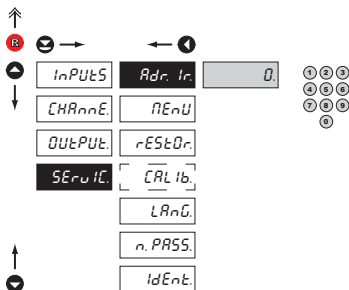 R
InPUtS Adr. Ir. 0. 1 2 3
CHAnnE. MEnU 4 5 6
OUtPUt. rEStOr. 7 8 9
0
SErvIC. CALIb.
LAnG.
n. PASS.
IdEnt.